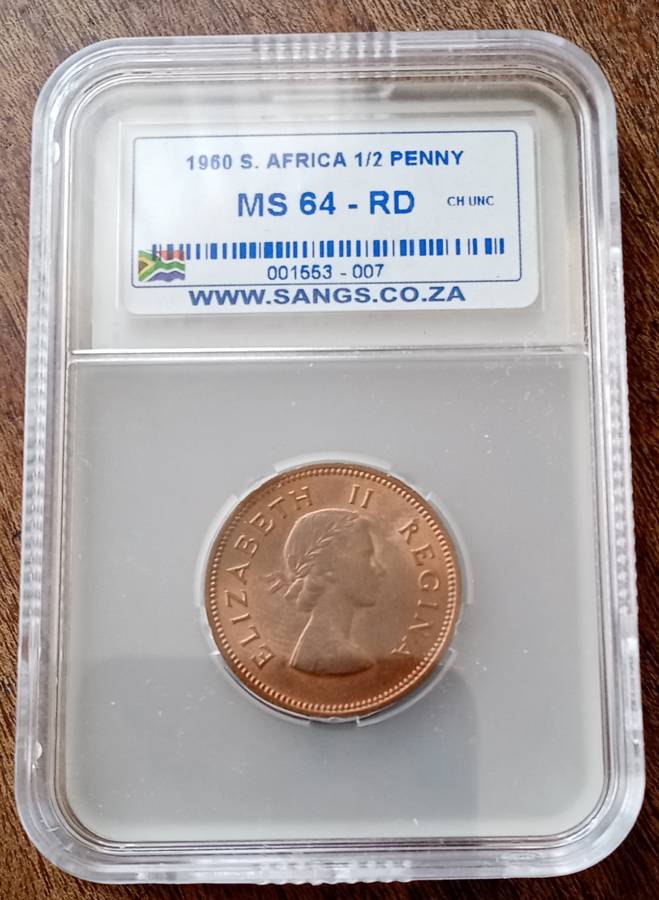 1960 S. AFRICA 1/2 PENNY
MS 64 - RD CH UNC
001553 - 007
WWW.SANGS.CO.ZA
ELIZABETH II REGINA